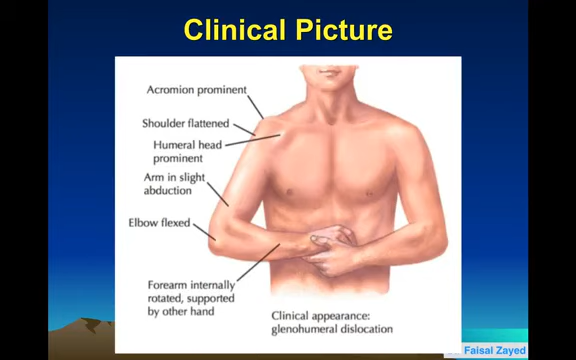 Clinical Picture
Acromion prominent
Shoulder flattened
Humeral head
prominent
Arm in slight
abduction
Elbow flexed
Forearm internally
rotated, supported
by other hand
Clinical appearance:
glenohumeral dislocation
Faisal Zayed